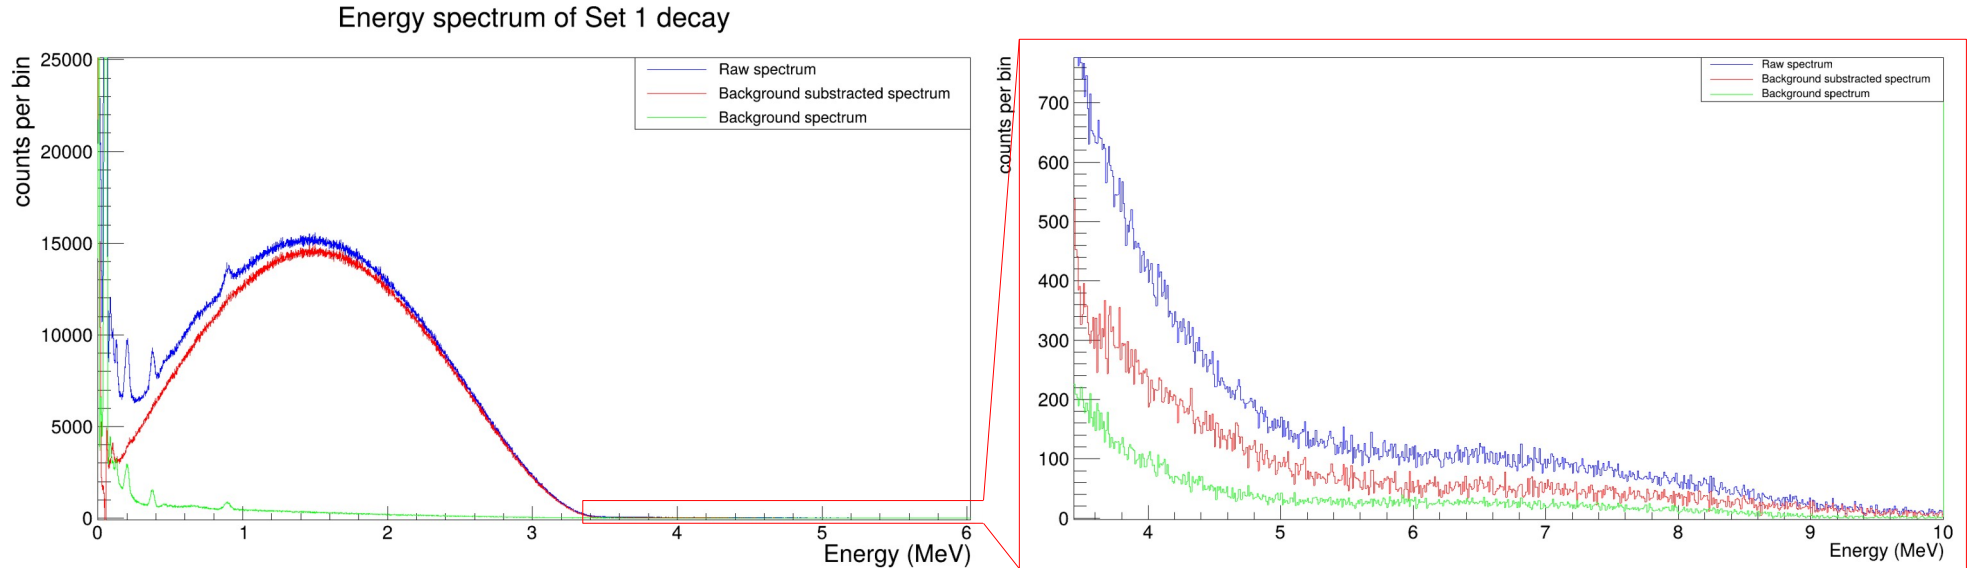 Energy spectrum of Set 1 decay
counts per bin
25000
20000
15000
10000
5000
0
Raw spectrum
Background substracted spectrum
Background spectrum
0 1 2 3 4 5 6
Energy (MeV)
counts per bin
700
600
500
400
300
200
100
0
Raw spectrum
Background substracted spectrum
Background spectrum
4 5 6 7 8 9 10
Energy (MeV)